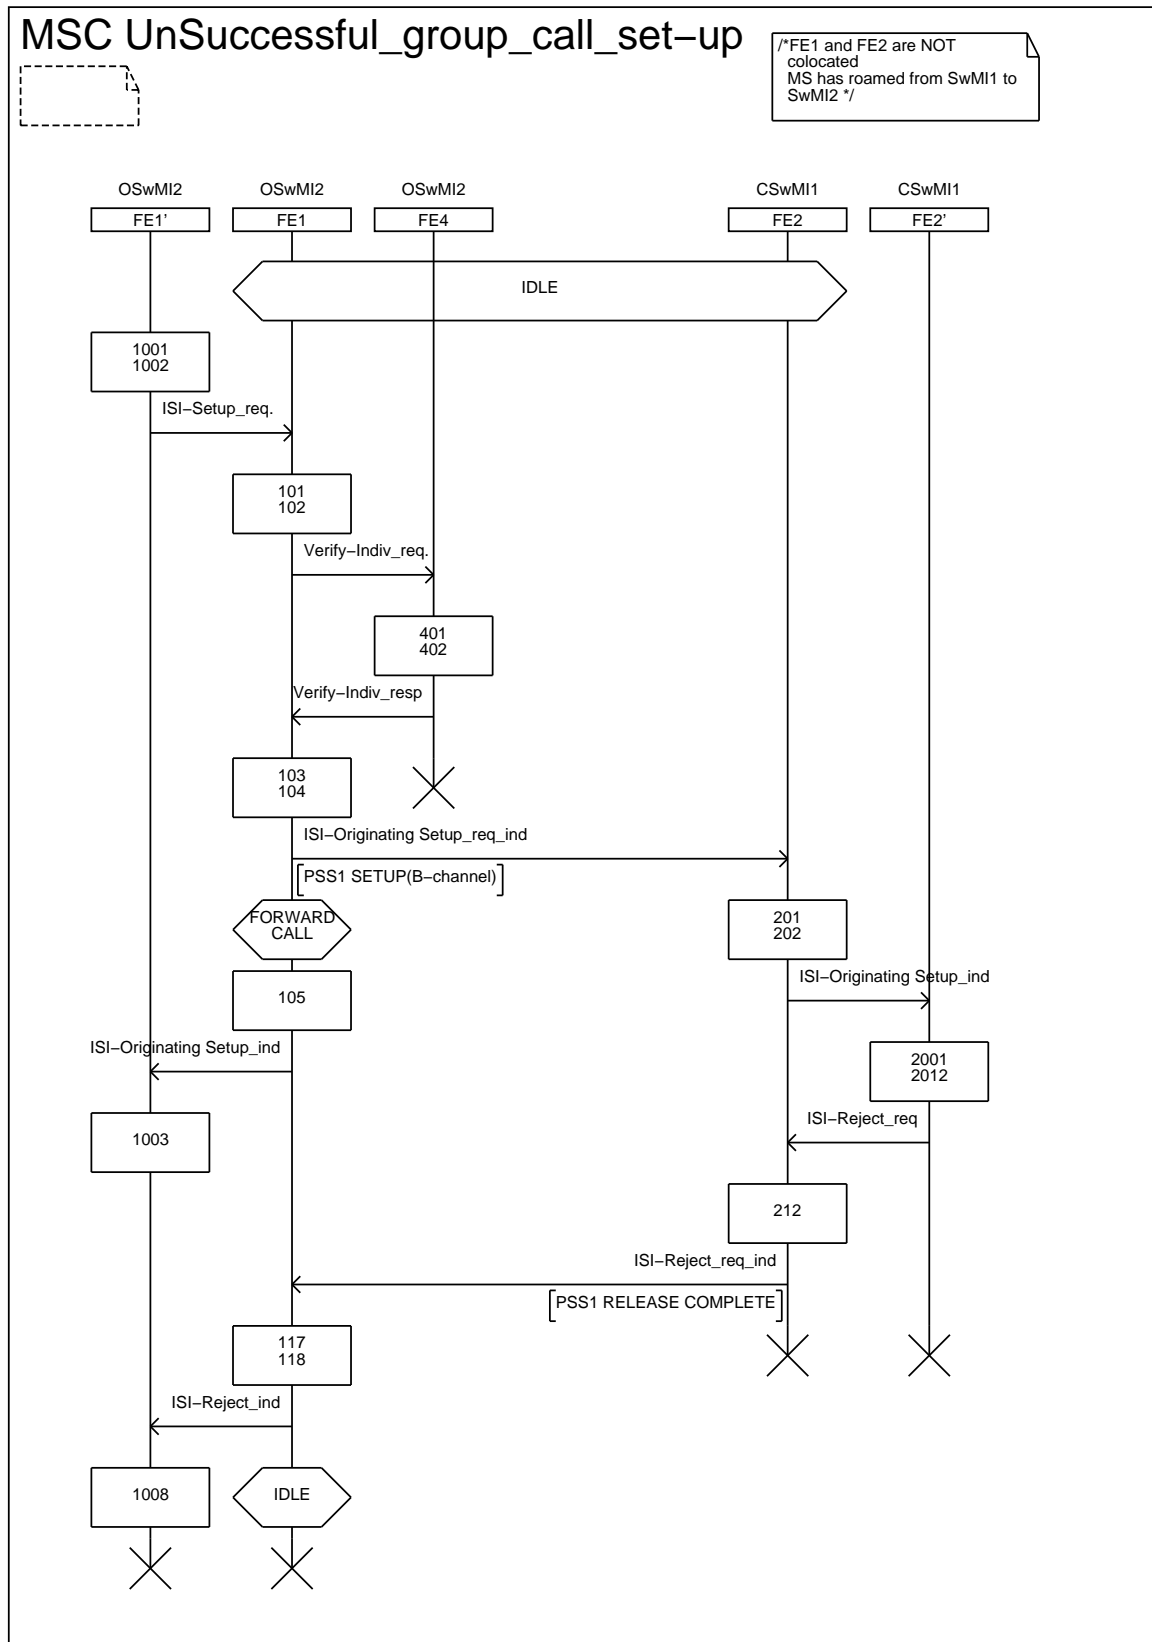 MSC UnSuccessful_group_call_set−up
/*FE1 and FE2 are NOT
colocated
MS has roamed from SwMI1 to
SwMI2 */
OSwMI2 OSwMI2 OSwMI2 CSwMI1 CSwMI1
FE1’ FE1 FE4 FE2 FE2’
IDLE
1001
1002
ISI−Setup_req.
101
102
Verify−Indiv_req.
401
402
Verify−Indiv_resp
103
104
ISI−Originating Setup_req_ind
PSS1 SETUP(B−channel)
FORWARD
CALL
201
202
ISI−Originating Setup_ind
105
ISI−Originating Setup_ind
2001
2012
1003
ISI−Reject_req
212
ISI−Reject_req_ind
PSS1 RELEASE COMPLETE
117
118
ISI−Reject_ind
1008
IDLE